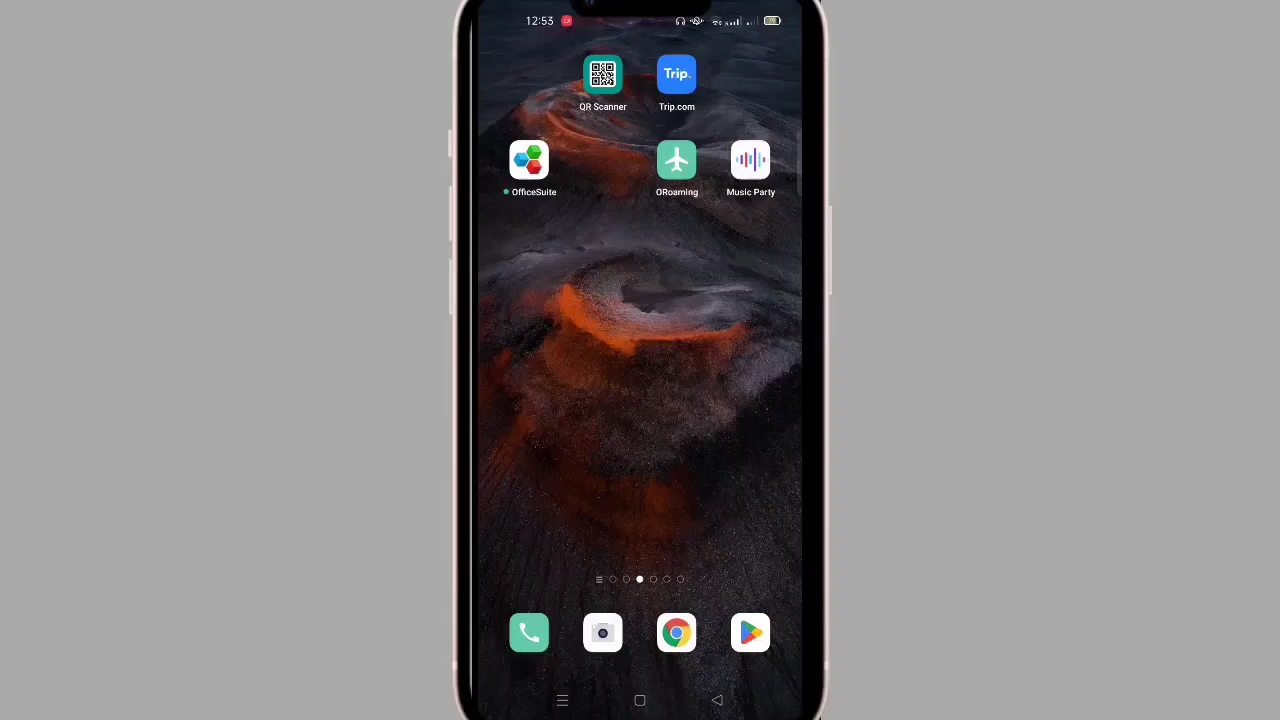 12:53
Trip.
QR Scanner
Trip.com
OfficeSuite
ORoaming
Music Party